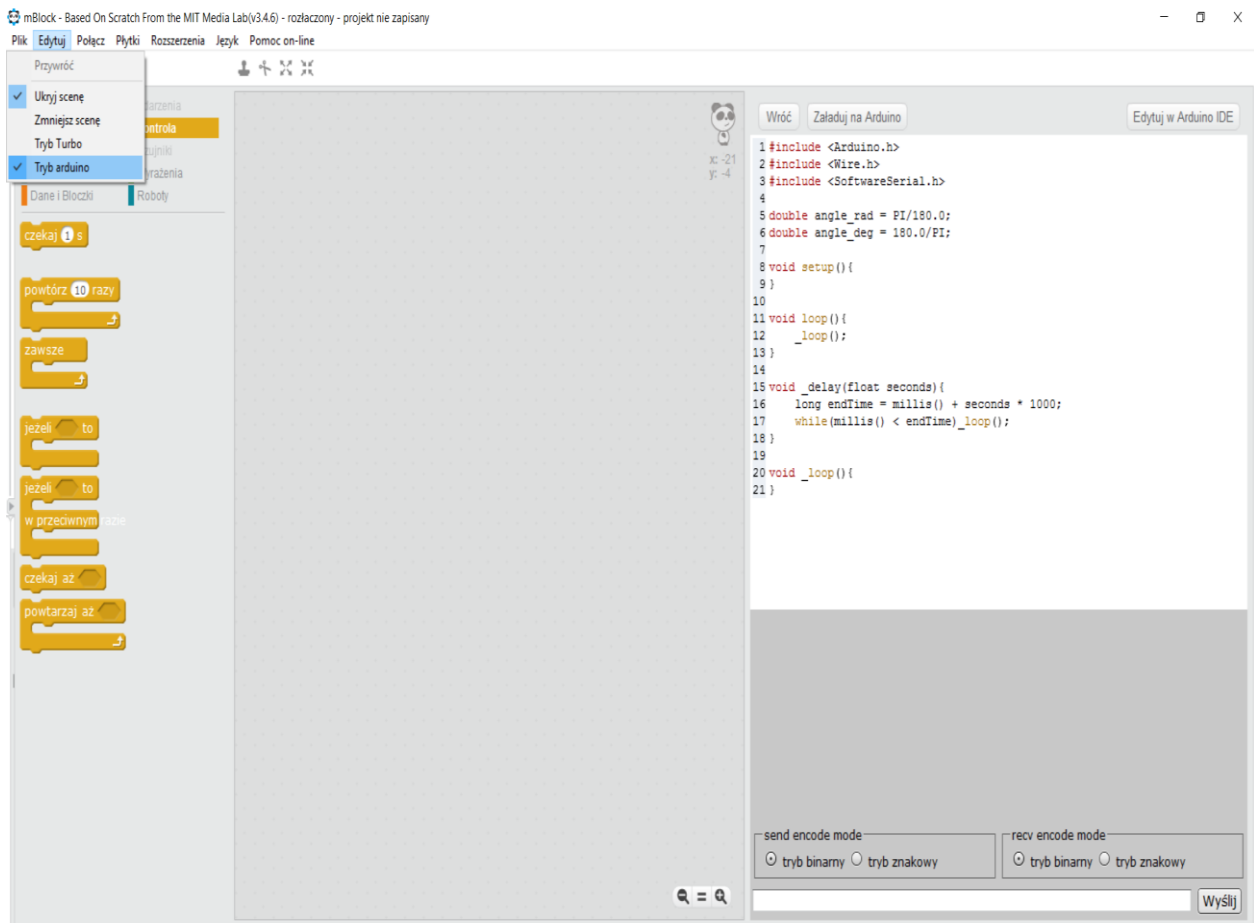 mBlock - Based On Scratch From the MIT Media Lab(v3.4.6) - rozłaczony - projekt nie zapisany
Plik Edytuj Połącz Płytki Rozszerzenia Język Pomoc on-line
Przywróć
Ukryj scenę
Zmniejsz scenę
Tryb Turbo
Tryb arduino
darzenia
ontrola
ujniki
yrażenia
Dane i Bloczki
Roboty
czekaj 1 s
powtórz 10 razy
zawsze
jeżeli to
jeżeli to
w przeciwnym razie
czekaj aż
powtarzaj aż
x: -21
y: -4
Wróć Załaduj na Arduino Edytuj w Arduino IDE
1 #include <Arduino.h>
2 #include <Wire.h>
3 #include <SoftwareSerial.h>
4
5 double angle_rad = PI/180.0;
6 double angle_deg = 180.0/PI;
7
8 void setup(){
9 }
10
11 void loop(){
12 _loop();
13 }
14
15 void _delay(float seconds){
16 long endTime = millis() + seconds * 1000;
17 while(millis() < endTime)_loop();
18 }
19
20 void _loop(){
21 }
send encode mode
tryb binarny tryb znakowy
recv encode mode
tryb binarny tryb znakowy
Wyślij